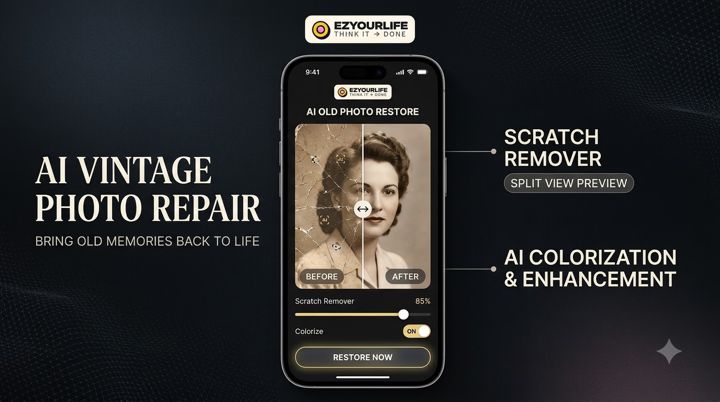 EZYOURLIFE
THINK IT → DONE
AI VINTAGE
PHOTO REPAIR
BRING OLD MEMORIES BACK TO LIFE
9:41
EZYOURLIFE
THINK IT → DONE
AI OLD PHOTO RESTORE
BEFORE
AFTER
Scratch Remover
85%
Colorize
ON
RESTORE NOW
SCRATCH
REMOVER
SPLIT VIEW PREVIEW
AI COLORIZATION
& ENHANCEMENT